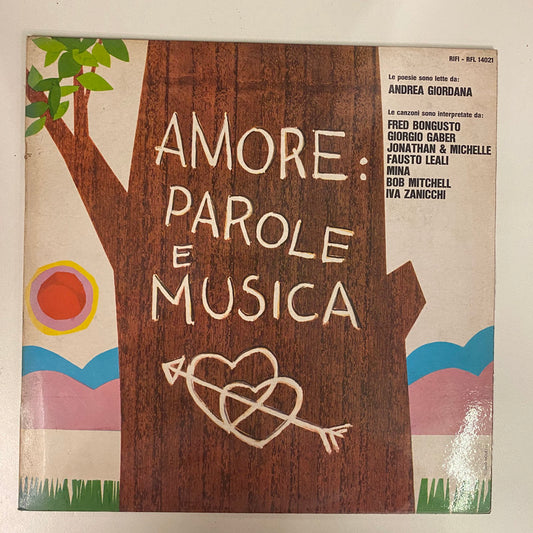 RIFI - RFL 14021
Le poesie sono lette da:
ANDREA GIORDANA
Le canzoni sono interpretate da:
FRED BONGUSTO
GIORGIO GABER
JONATHAN & MICHELLE
FAUSTO LEALI
MINA
BOB MITCHELL
IVA ZANICCHI
AMORE:
PAROLE
E
MUSICA